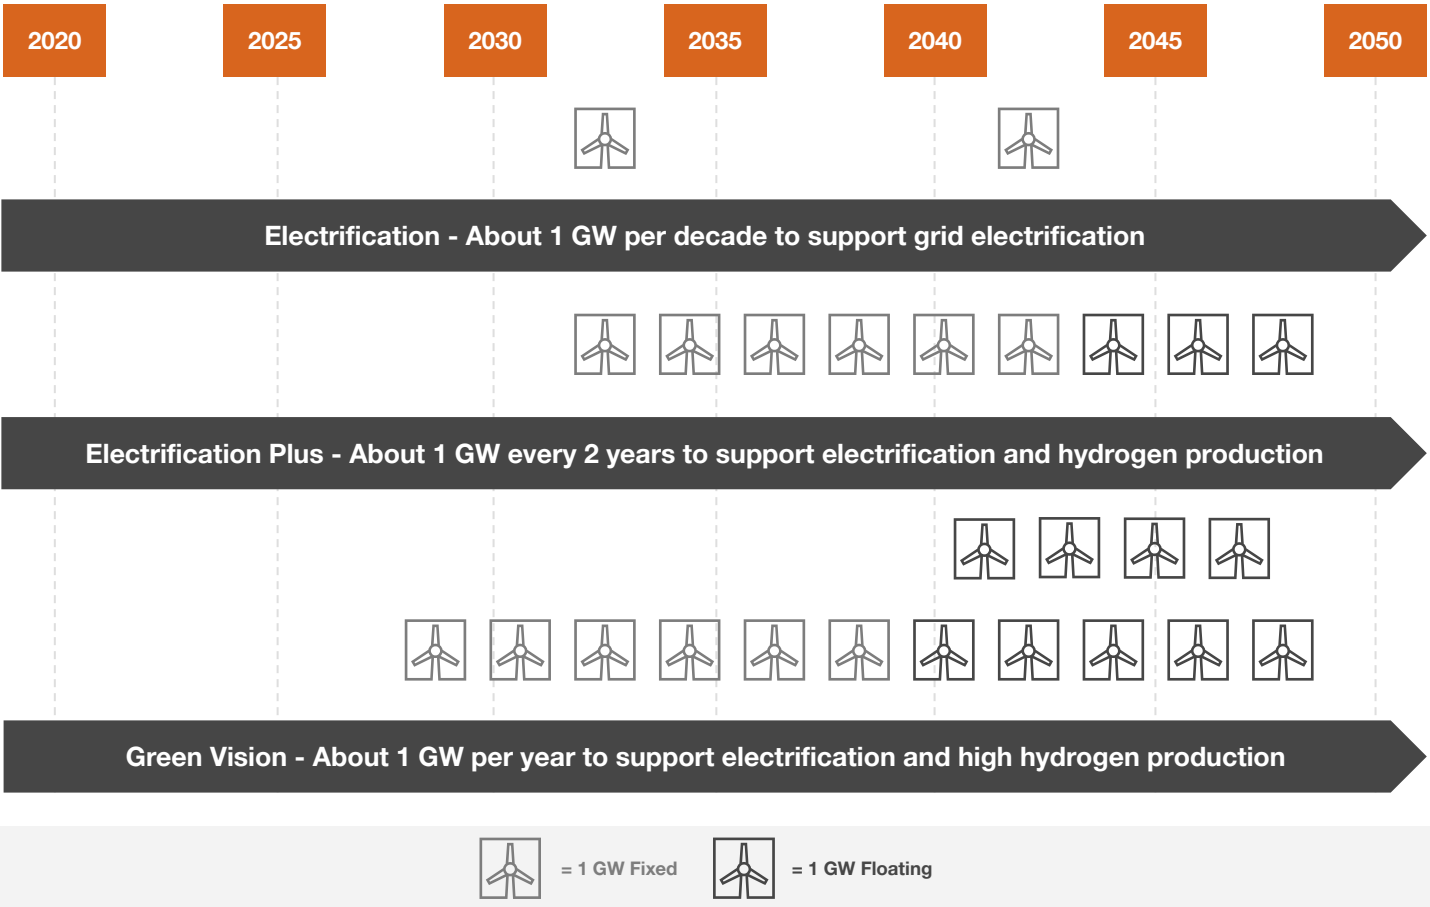 2020 2025 2030 2035 2040 2045 2050
Electrification - About 1 GW per decade to support grid electrification
Electrification Plus - About 1 GW every 2 years to support electrification and hydrogen production
Green Vision - About 1 GW per year to support electrification and high hydrogen production
= 1 GW Fixed = 1 GW Floating